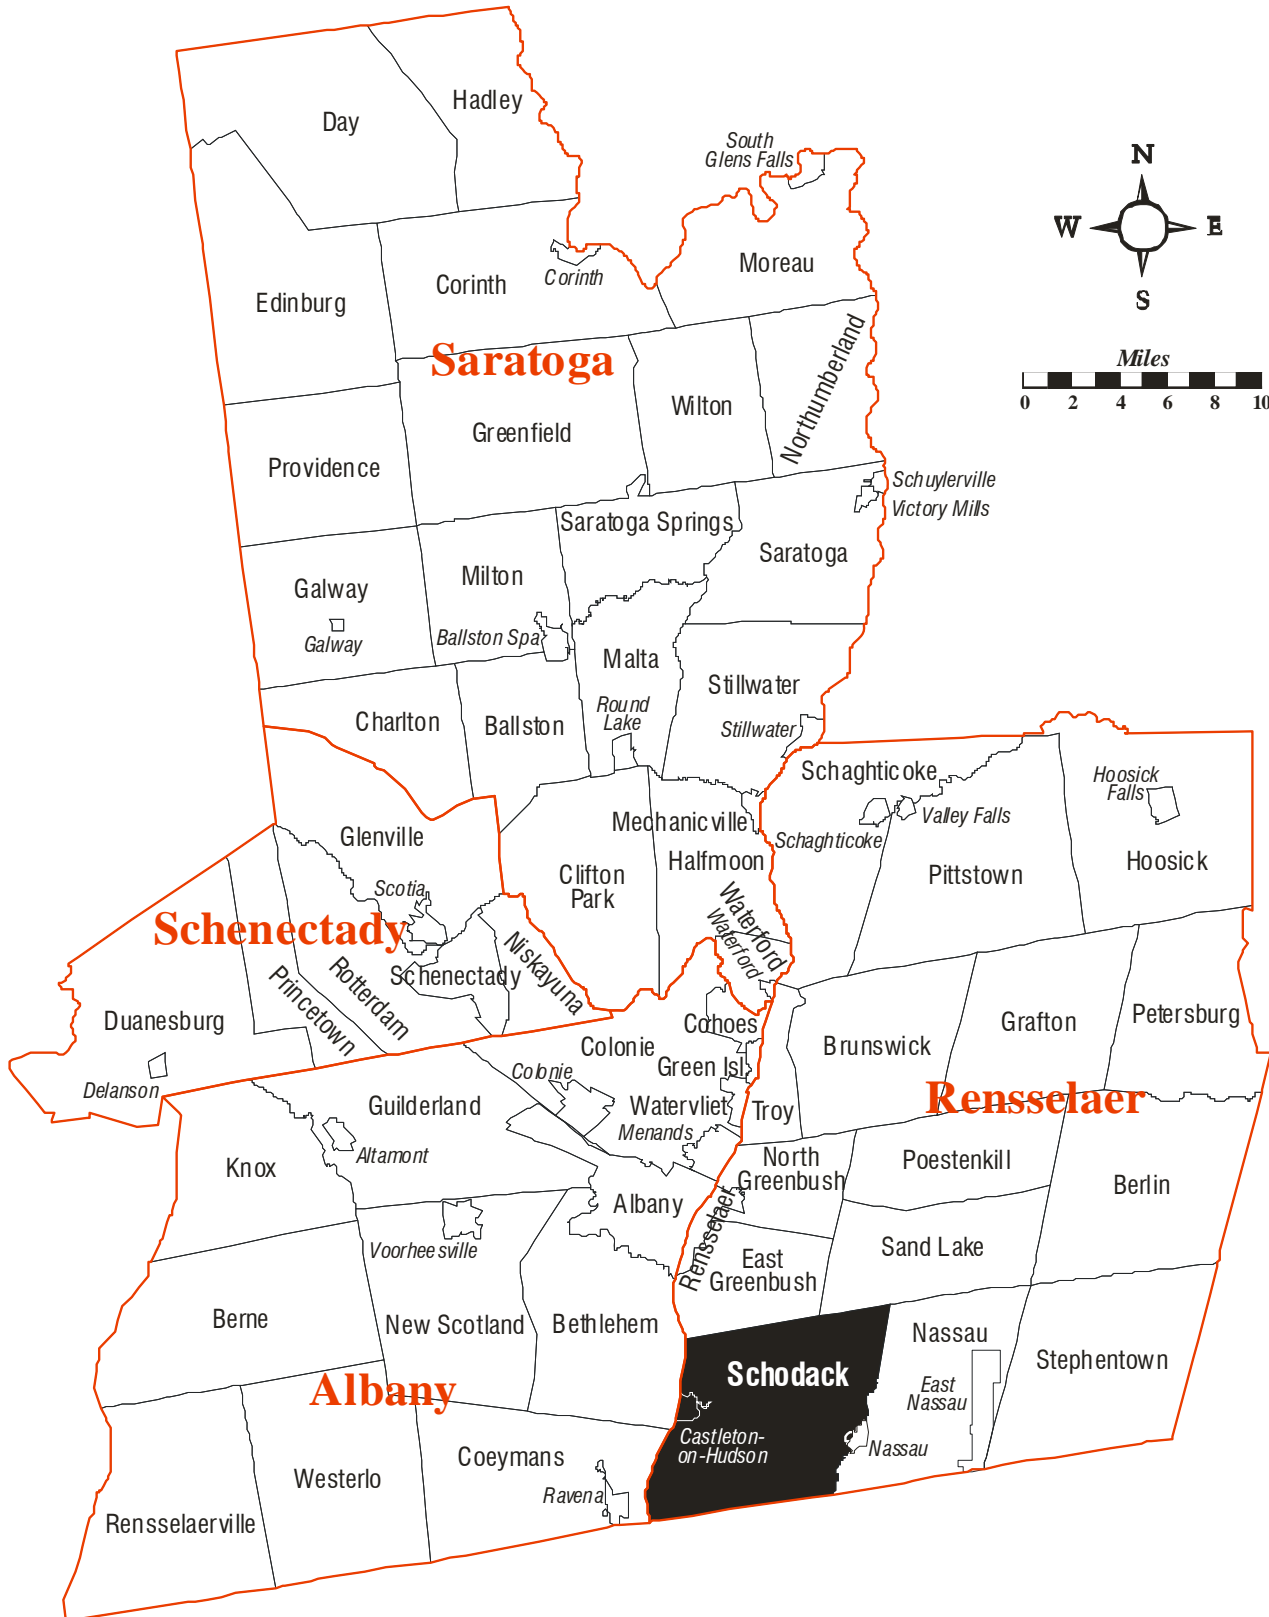 Day
Hadley
South
Glens Falls
N
W
E
S
Moreau
Corinth
Corinth
Edinburg
Saratoga
Miles
0 2 4 6 8 10
Northumberland
Wilton
Greenfield
Providence
Schuylerville
Victory Mills
Saratoga Springs
Saratoga
Milton
Galway
Galway
Ballston Spa
Malta
Stillwater
Round
Lake
Charlton
Ballston
Stillwater
Schaghticoke
Hoosick
Falls
Mechanicville
Schaghticoke
Valley Falls
Glenville
Halfmoon
Hoosick
Clifton
Park
Pittstown
Scotia
Waterford
Waterford
Schenectady
Niskayuna
Schenectady
Rotterdam
Princetown
Duanesburg
Delanson
Cohoes
Colonie
Green Isl.
Brunswick
Grafton
Petersburg
Colonie
Rensselaer
Guilderland
Watervliet
Troy
Menands
Altamont
Knox
North
Greenbush
Poestenkill
Berlin
Albany
Rensselaer
Voorheesville
Sand Lake
East
Greenbush
Berne
New Scotland
Bethlehem
Nassau
Schodack
Stephentown
Albany
East
Nassau
Castleton-
on-Hudson
Nassau
Coeymans
Westerlo
Ravena
Rensselaerville